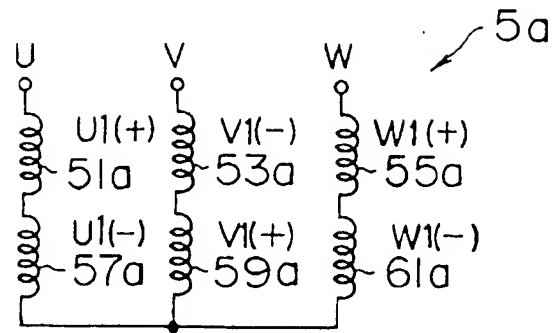 5a
U V W
U1(+) V1(-) W1(+)
51a 53a 55a
U1(-) V1(+) W1(-)
57a 59a 61a